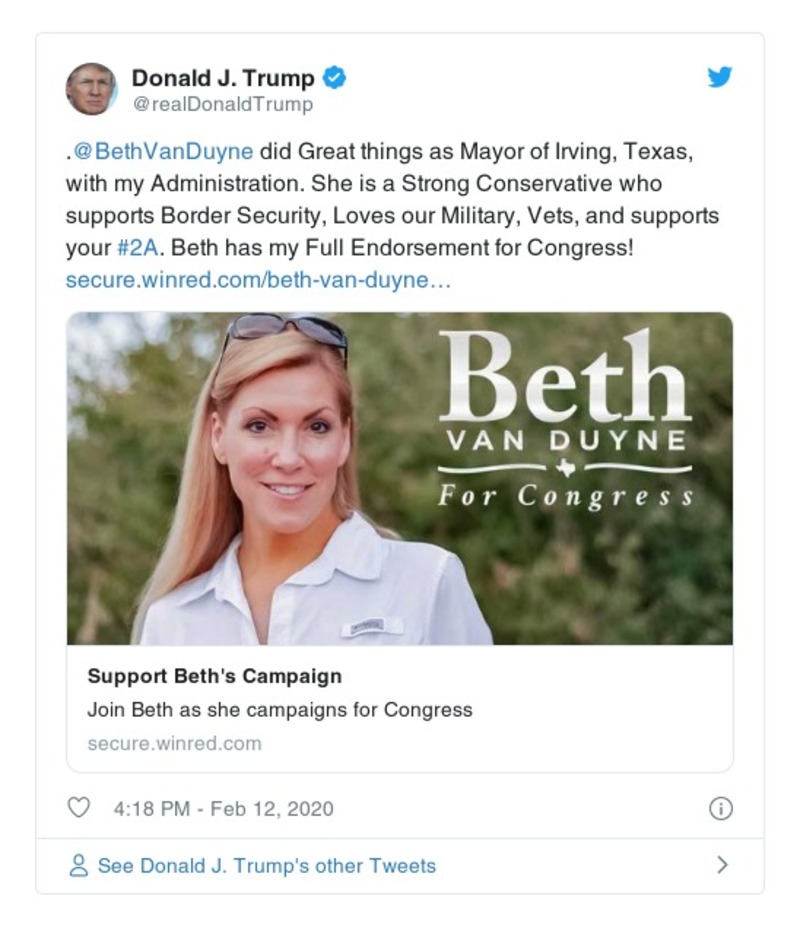 Donald J. Trump
@realDonaldTrump
.@BethVanDuyne did Great things as Mayor of Irving, Texas,
with my Administration. She is a Strong Conservative who
supports Border Security, Loves our Military, Vets, and supports
your #2A. Beth has my Full Endorsement for Congress!
secure.winred.com/beth-van-duyne…
Beth
VAN DUYNE
For Congress
Support Beth's Campaign
Join Beth as she campaigns for Congress
secure.winred.com
4:18 PM - Feb 12, 2020
See Donald J. Trump's other Tweets